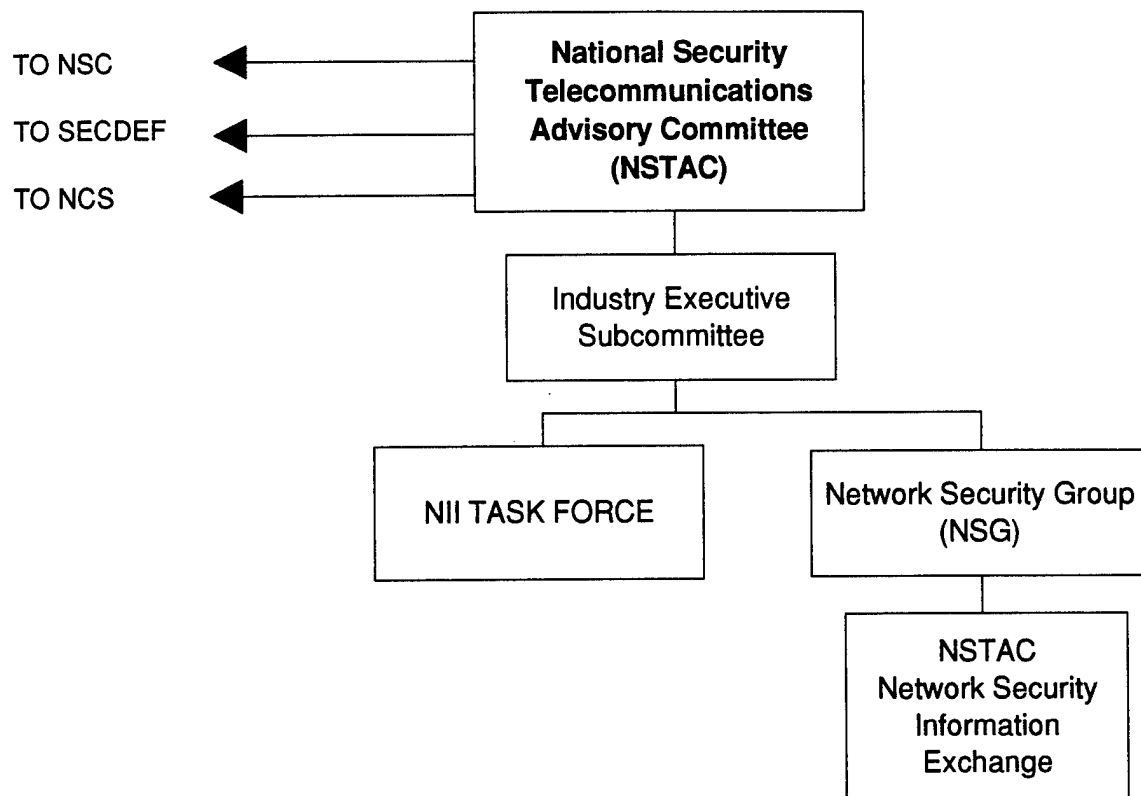 TO NSC
TO SECDEF
TO NCS
National Security
Telecommunications
Advisory Committee
(NSTAC)
Industry Executive
Subcommittee
NII TASK FORCE
Network Security Group
(NSG)
NSTAC
Network Security
Information
Exchange